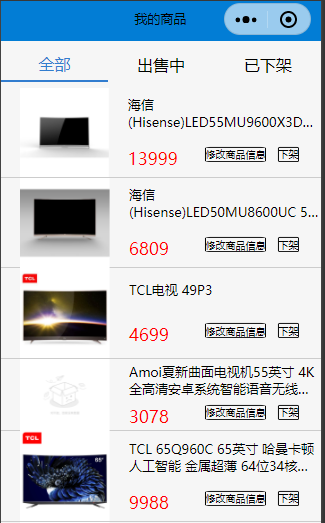 我的商品
全部 出售中 已下架
海信
(Hisense)LED55MU9600X3D...
13999 修改商品信息 下架
海信
(Hisense)LED50MU8600UC 5...
6809 修改商品信息 下架
TCL
TCL电视 49P3
4699 修改商品信息 下架
Amoi夏新曲面电视机55英寸 4K
全高清安卓系统智能语音无线...
3078 修改商品信息 下架
TCL
65"
TCL 65Q960C 65英寸 哈曼卡顿
人工智能 金属超薄 64位34核...
9988 修改商品信息 下架